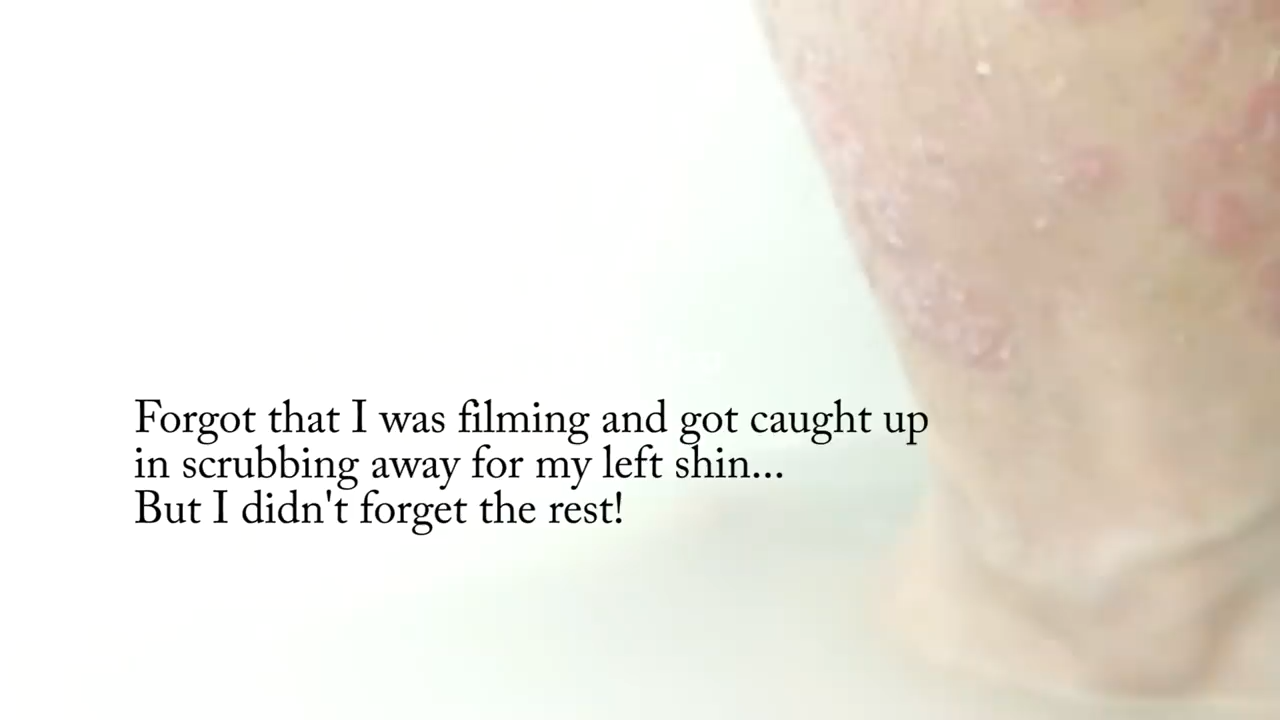 Forgot that I was filming and got caught up
in scrubbing away for my left shin...
But I didn't forget the rest!